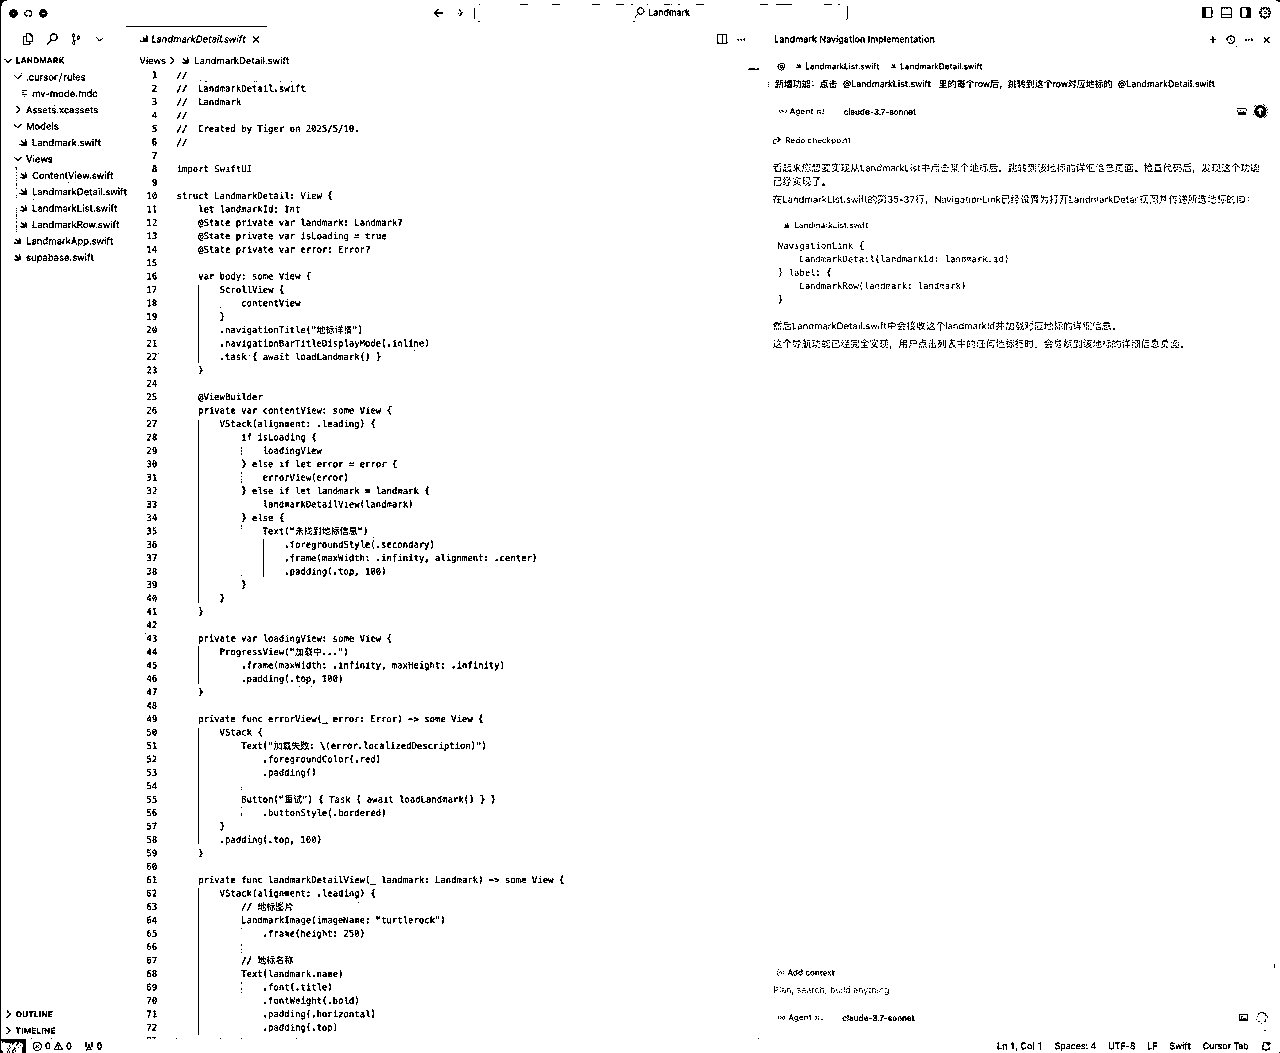 Landmark
LANDMARK
.cursor/rules
mv-mode.mdc
Assets.xcassets
Models
Landmark.swift
Views
ContentView.swift
LandmarkDetail.swift
LandmarkList.swift
LandmarkRow.swift
LandmarkApp.swift
supabase.swift
OUTLINE
TIMELINE
LandmarkDetail.swift
Views > LandmarkDetail.swift
1 //
2 // LandmarkDetail.swift
3 // Landmark
4 //
5 // Created by Tiger on 2025/5/10.
6 //
7
8 import SwiftUI
9
10 struct LandmarkDetail: View {
11 let landmarkId: Int
12 @State private var landmark: Landmark?
13 @State private var isLoading = true
14 @State private var error: Error?
15
16 var body: some View {
17 ScrollView {
18 contentView
19 }
20 .navigationTitle("地标详情")
21 .navigationBarTitleDisplayMode(.inline)
22 .task { await loadLandmark() }
23 }
24
25 @ViewBuilder
26 private var contentView: some View {
27 VStack(alignment: .leading) {
28 if isLoading {
29 loadingView
30 } else if let error = error {
31 errorView(error)
32 } else if let landmark = landmark {
33 landmarkDetailView(landmark)
34 } else {
35 Text("未找到地标信息")
36 .foregroundStyle(.secondary)
37 .frame(maxWidth: .infinity, alignment: .center)
38 .padding(.top, 100)
39 }
40 }
41 }
42
43 private var loadingView: some View {
44 ProgressView("加载中...")
45 .frame(maxWidth: .infinity, maxHeight: .infinity)
46 .padding(.top, 100)
47 }
48
49 private func errorView(_ error: Error) -> some View {
50 VStack {
51 Text("加载失败: \(error.localizedDescription)")
52 .foregroundColor(.red)
53 .padding()
54
55 Button("重试") { Task { await loadLandmark() } }
56 .buttonStyle(.bordered)
57 }
58 .padding(.top, 100)
59 }
60
61 private func landmarkDetailView(_ landmark: Landmark) -> some View {
62 VStack(alignment: .leading) {
63 // 地标图片
64 LandmarkImage(imageName: "turtlerock")
65 .frame(height: 250)
66
67 // 地标名称
68 Text(landmark.name)
69 .font(.title)
70 .fontWeight(.bold)
71 .padding(.horizontal)
72 .padding(.top)
Landmark Navigation Implementation
@ LandmarkList.swift LandmarkDetail.swift
新增功能：点击 @LandmarkList.swift 里的每个row后，跳转到这个row对应地标的 @LandmarkDetail.swift
Agent claude-3.7-sonnet
Redo checkpoint
看起来您想要实现从LandmarkList中点击某个地标后，跳转到该地标的详细信息页面。检查代码后，发现这个功能
已经实现了。
在LandmarkList.swift的第35-37行，NavigationLink已经设置为打开LandmarkDetail视图并传递所选地标的ID：
LandmarkList.swift
NavigationLink {
LandmarkDetail(landmarkId: landmark.id)
} label: {
LandmarkRow(landmark: landmark)
}
然后LandmarkDetail.swift中会接收这个landmarkId并加载对应地标的详细信息。
这个导航功能已经完全实现，用户点击列表中的任何地标行时，会导航到该地标的详细信息页面。
Add context
Plan, search, build anything
Agent claude-3.7-sonnet
0 0 0 Ln 1, Col 1 Spaces: 4 UTF-8 LF Swift Cursor Tab